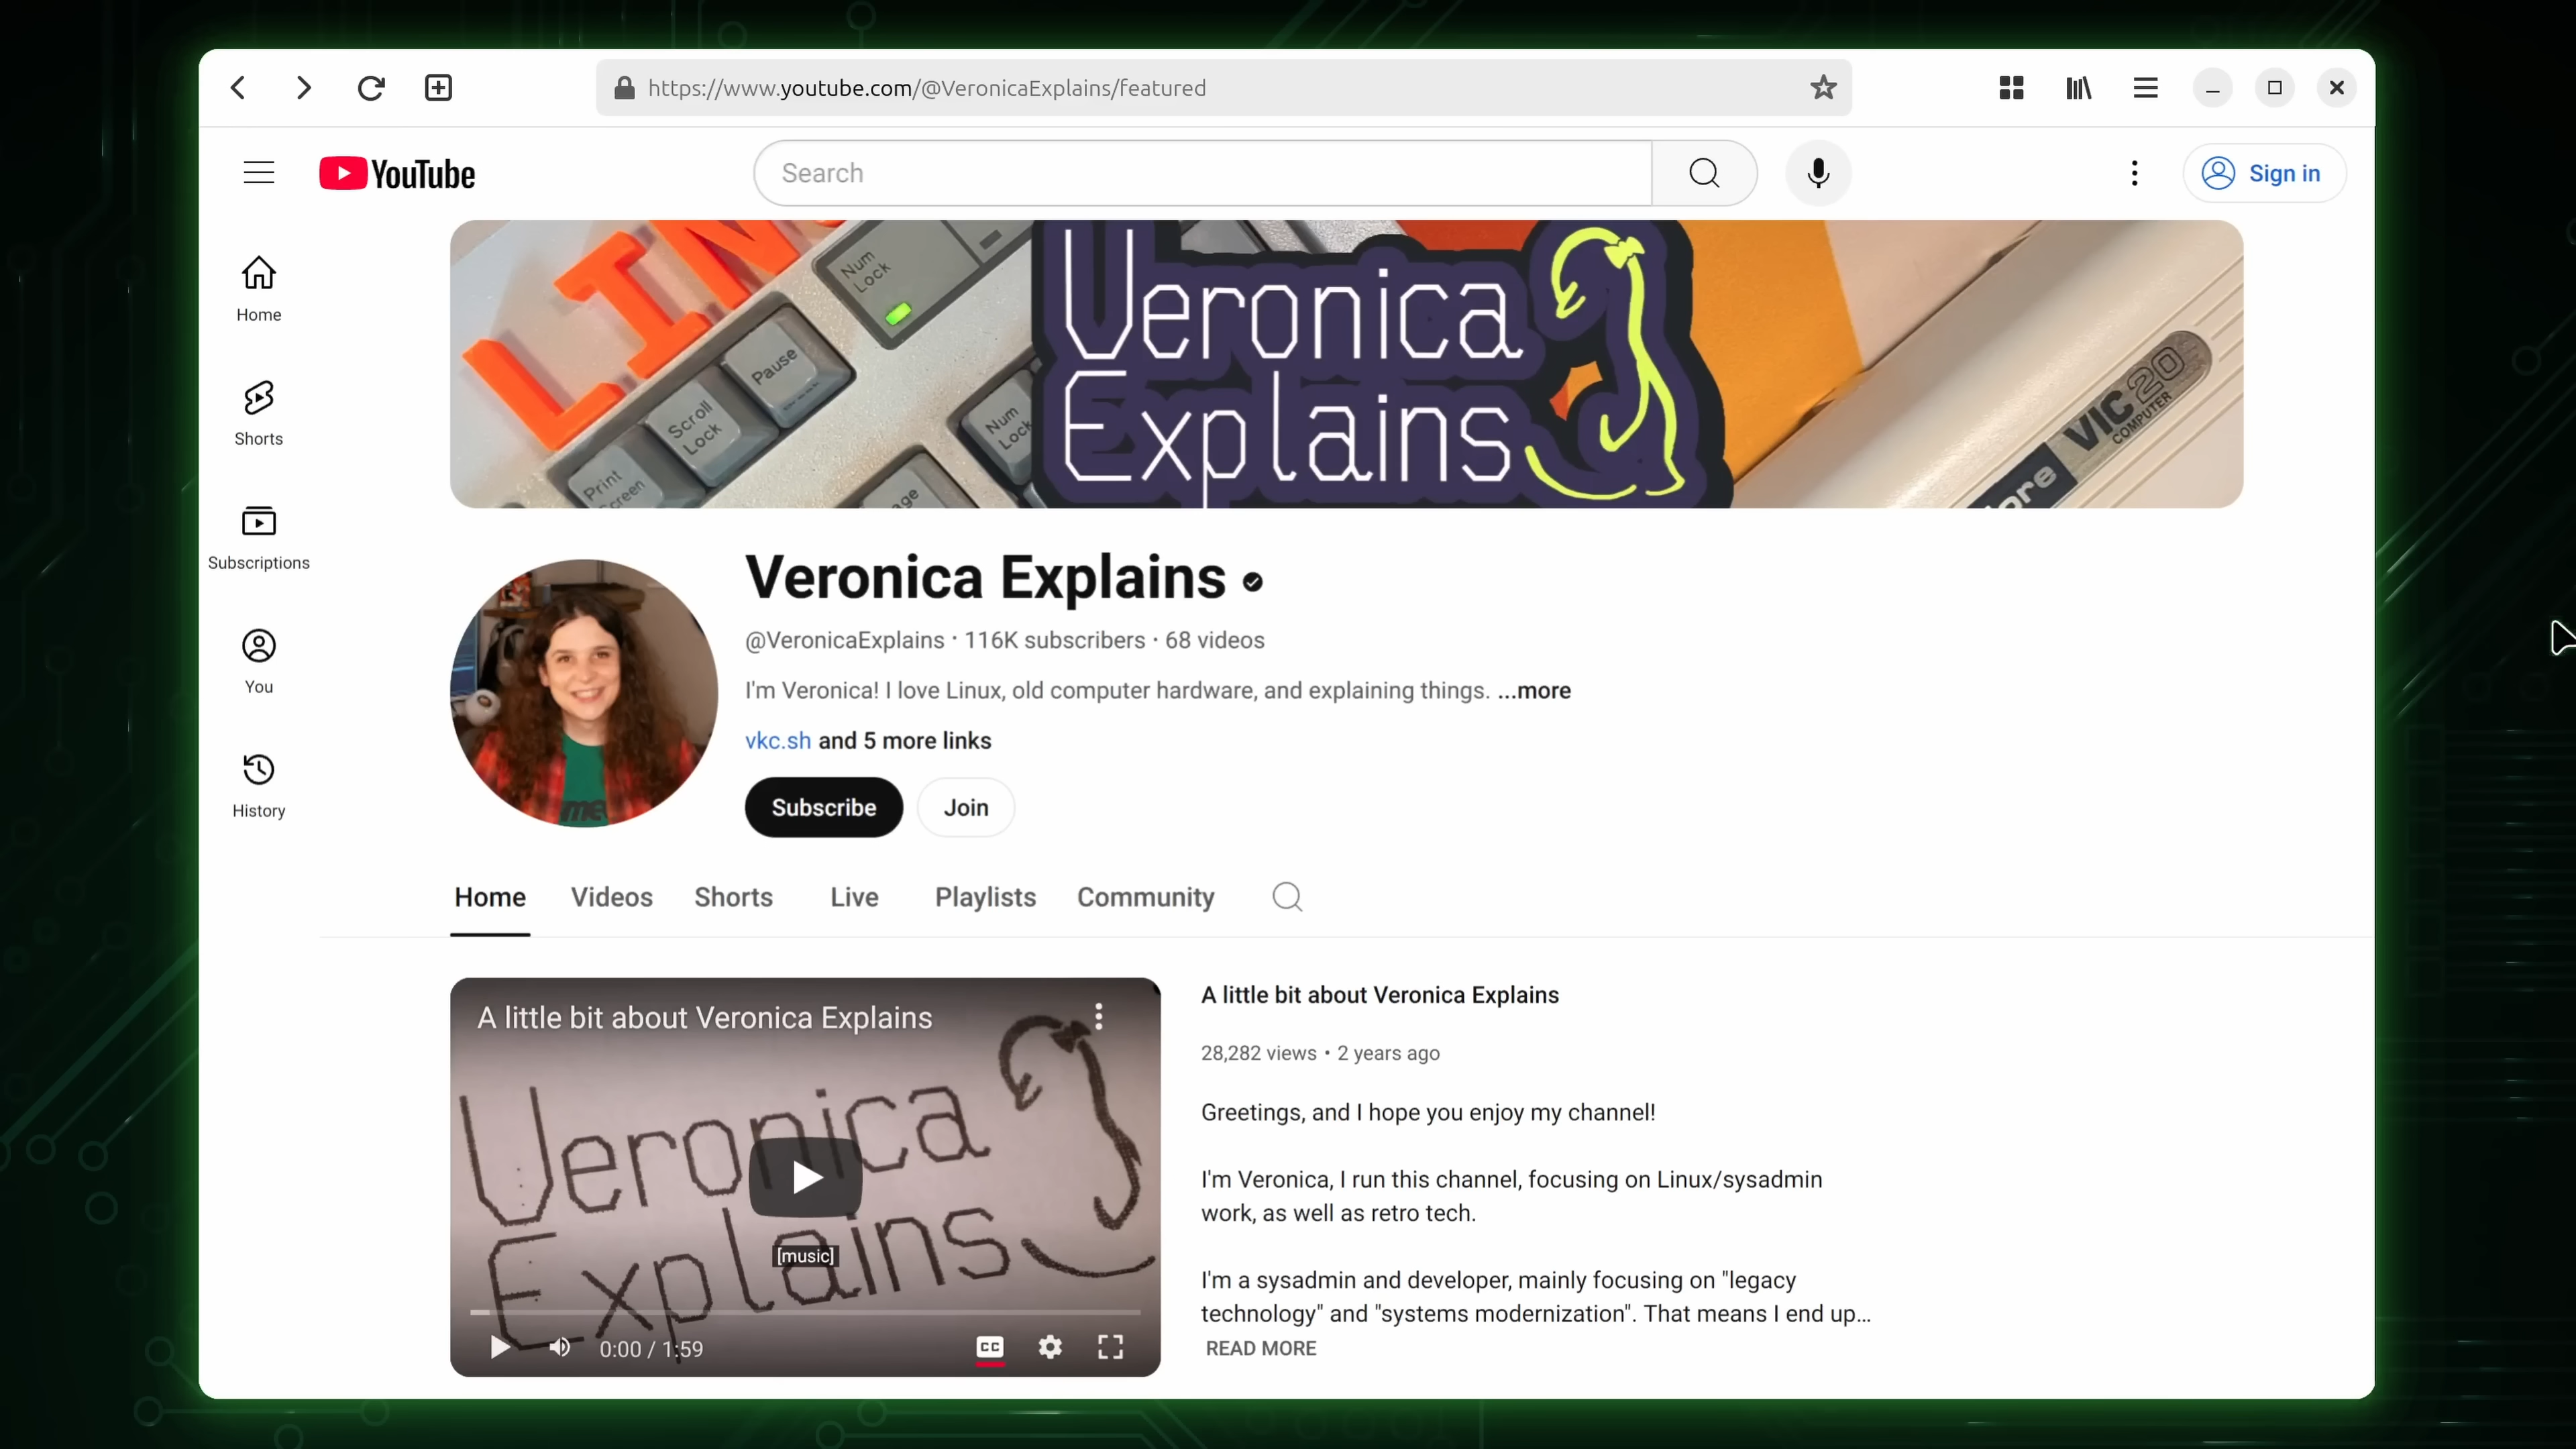 https://www.youtube.com/@VeronicaExplains/featured
YouTube
Search
Sign in
Home
Shorts
Subscriptions
You
History
LIN
Num
Lock
Pause
Scroll
Lock
Print
Screen
Num
Lock
Veronica
Explains
VIC 20
COMPUTER
Veronica Explains
@VeronicaExplains · 116K subscribers · 68 videos
I'm Veronica! I love Linux, old computer hardware, and explaining things. ...more
vkc.sh and 5 more links
Subscribe
Join
Home
Videos
Shorts
Live
Playlists
Community
A little bit about Veronica Explains
Veronica
Explains
[music]
0:00 / 1:59
CC
A little bit about Veronica Explains
28,282 views • 2 years ago
Greetings, and I hope you enjoy my channel!
I'm Veronica, I run this channel, focusing on Linux/sysadmin
work, as well as retro tech.
I'm a sysadmin and developer, mainly focusing on "legacy
technology" and "systems modernization". That means I end up...
READ MORE